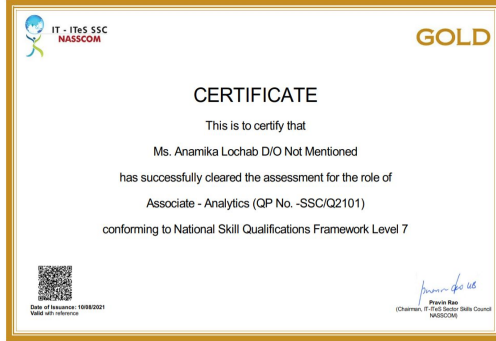 IT - ITeS SSC
NASSCOM
GOLD
CERTIFICATE
This is to certify that
Ms. Anamika Lochab D/O Not Mentioned
has successfully cleared the assessment for the role of
Associate - Analytics (QP No. -SSC/Q2101)
conforming to National Skill Qualifications Framework Level 7
Date of Issuance: 10/08/2021
Valid with reference
Pravin Rao
(Chairman, IT-ITeS Sector Skills Council
NASSCOM)